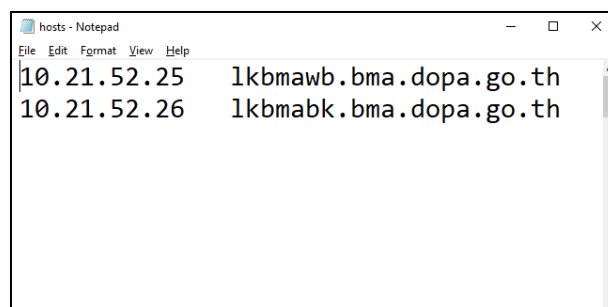 hosts - Notepad
File Edit Format View Help
10.21.52.25 lkbmawb.bma.dopa.go.th
10.21.52.26 lkbmabk.bma.dopa.go.th